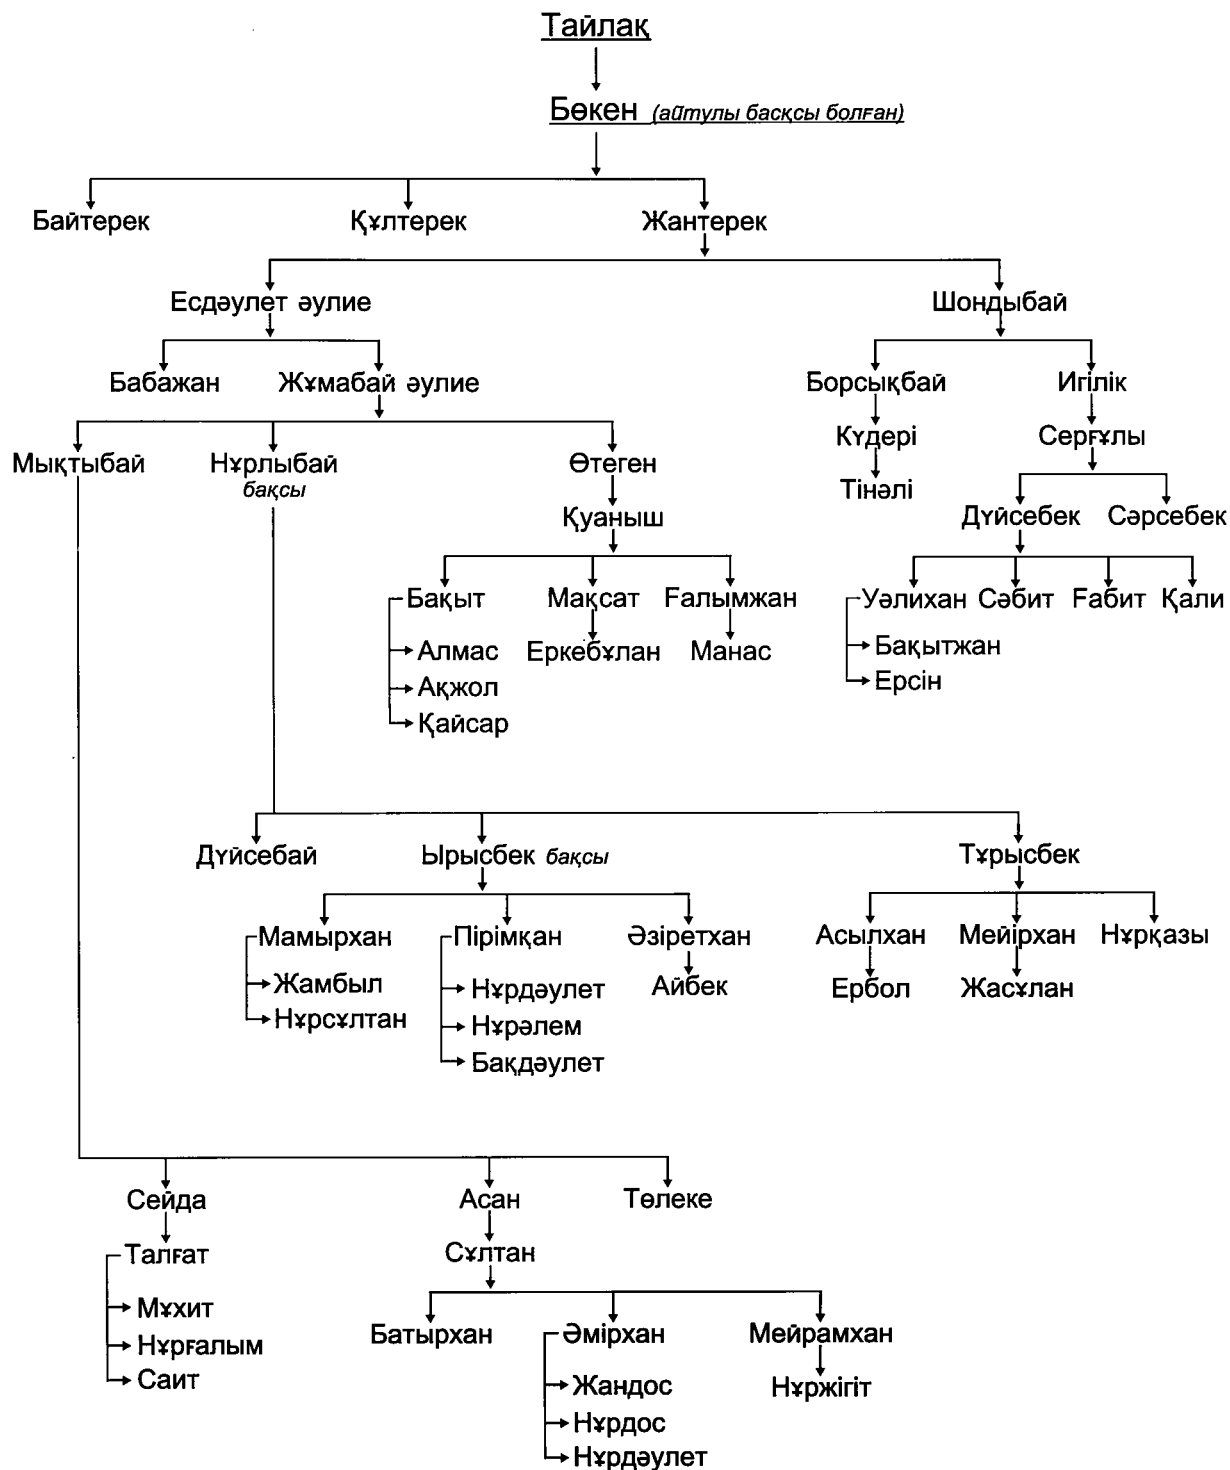 Тайлақ
Бөкен (айтулы басқсы болған)
Байтерек Құлтерек Жантерек
Есдәулет әулие Шондыбай
Бабажан Жұмабай әулие Борсықбай Игілік
Мықтыбай Нұрлыбай Өтеген Күдері Серғұлы
бақсы Тінәлі
Қуаныш Дүйсебек Сәрсебек
Бақыт Мақсат Ғалымжан Уәлихан Сәбит Ғабит Қали
Алмас Еркебұлан Манас Бақытжан
Ақжол Ерсін
Қайсар
Дүйсебай Ырысбек бақсы Тұрысбек
Мамырхан Пірімқан Әзіретхан Асылхан Мейірхан Нұрқазы
Жамбыл Нұрдәулет Айбек Ербол Жасұлан
Нұрсұлтан Нұрәлем
Бақдәулет
Сейда Асан Төлеке
Талғат Сұлтан
Мұхит Батырхан Әмірхан Мейрамхан
Нұрғалым
Саит Жандос Нұржігіт
Нұрдос
Нұрдәулет